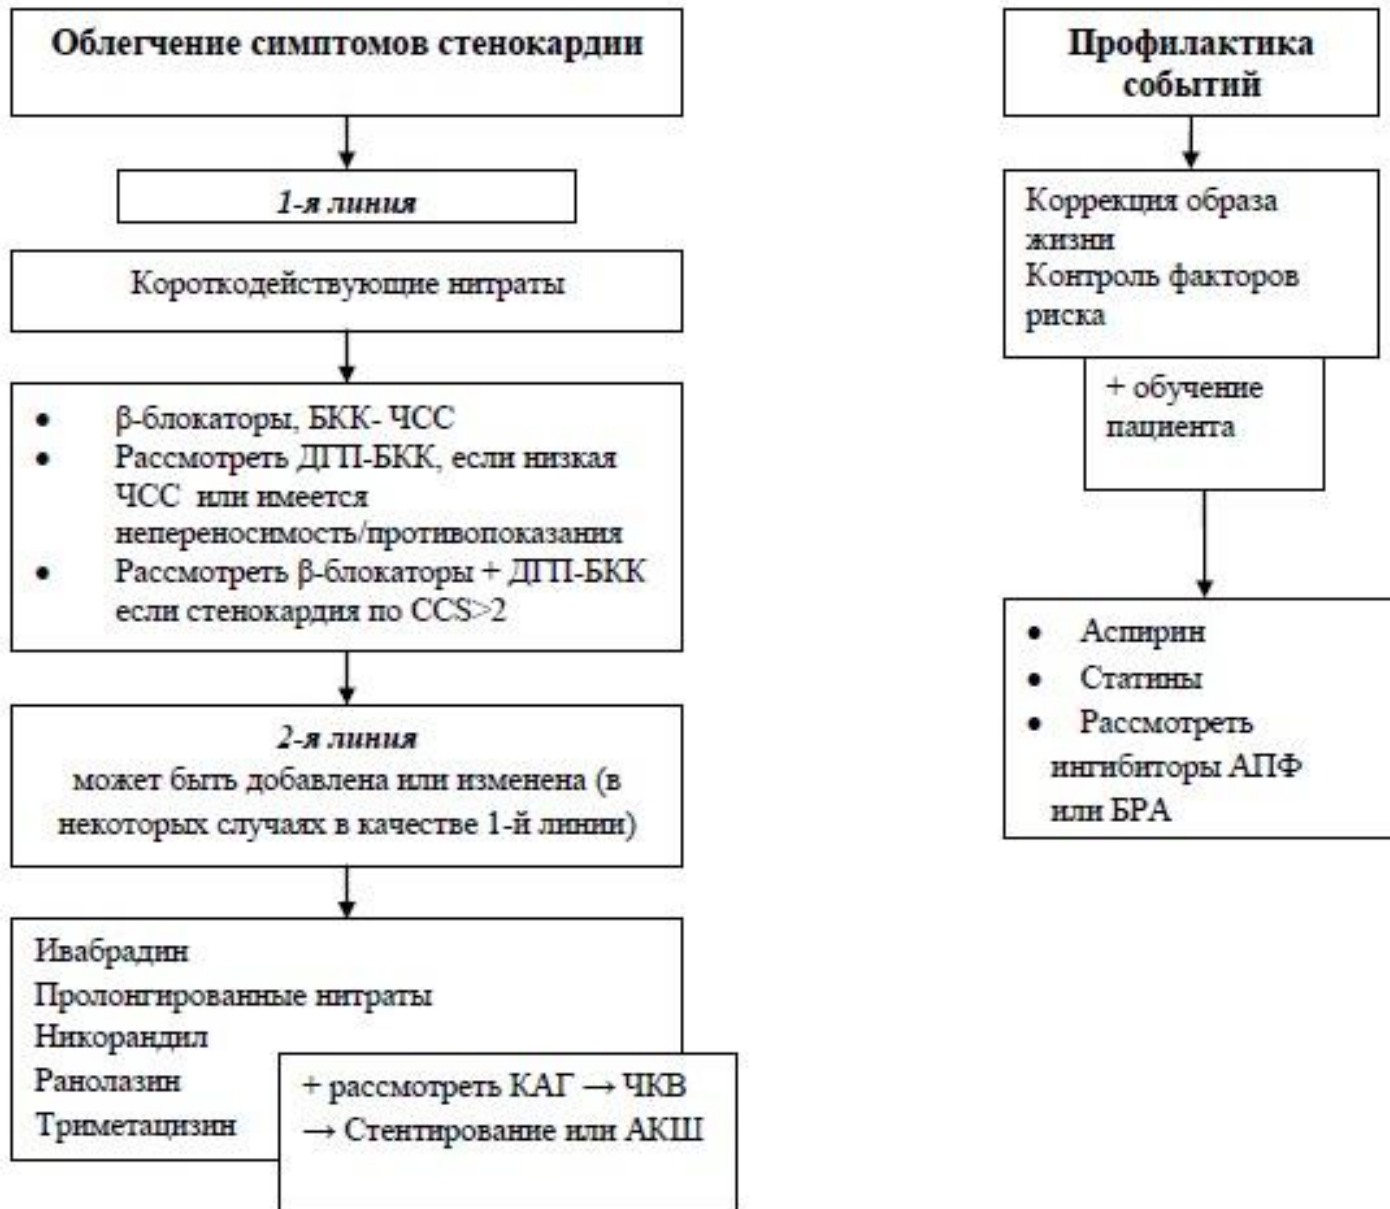 Облегчение симптомов стенокардии
1-я линия
Короткодействующие нитраты
• β-блокаторы, БКК- ЧСС
• Рассмотреть ДГП-БКК, если низкая
ЧСС или имеется
непереносимость/противопоказания
• Рассмотреть β-блокаторы + ДГП-БКК
если стенокардия по CCS>2
2-я линия
может быть добавлена или изменена (в
некоторых случаях в качестве 1-й линии)
Ивабрадин
Пролонгированные нитраты
Никорандил
Ранолазин
Триметацизин
+ рассмотреть КАГ → ЧКВ
→ Стентирование или АКШ
Профилактика
событий
Коррекция образа
жизни
Контроль факторов
риска
+ обучение
пациента
• Аспирин
• Статины
• Рассмотреть
ингибиторы АПФ
или БРА